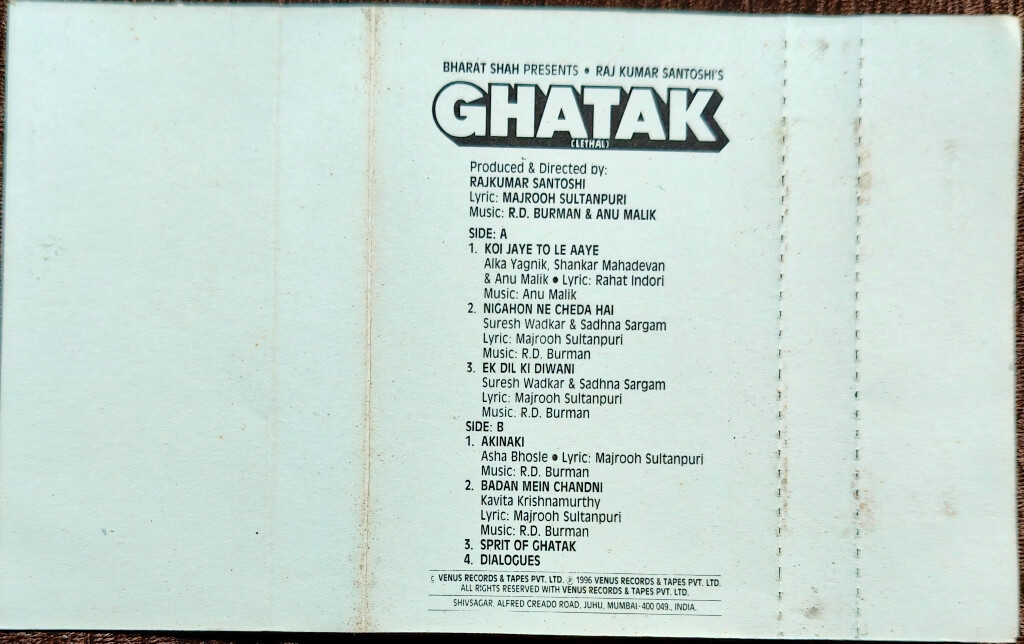 BHARAT SHAH PRESENTS • RAJ KUMAR SANTOSHI'S
GHATAK
(LETHAL)
Produced & Directed by:
RAJKUMAR SANTOSHI
Lyric: MAJROOH SULTANPURI
Music: R.D. BURMAN & ANU MALIK
SIDE: A
1. KOI JAYE TO LE AAYE
Alka Yagnik, Shankar Mahadevan
& Anu Malik • Lyric: Rahat Indori
Music: Anu Malik
2. NIGAHON NE CHEDA HAI
Suresh Wadkar & Sadhna Sargam
Lyric: Majrooh Sultanpuri
Music: R.D. Burman
3. EK DIL KI DIWANI
Suresh Wadkar & Sadhna Sargam
Lyric: Majrooh Sultanpuri
Music: R.D. Burman
SIDE: B
1. AKINAKI
Asha Bhosle • Lyric: Majrooh Sultanpuri
Music: R.D. Burman
2. BADAN MEIN CHANDNI
Kavita Krishnamurthy
Lyric: Majrooh Sultanpuri
Music: R.D. Burman
3. SPRIT OF GHATAK
4. DIALOGUES
© VENUS RECORDS & TAPES PVT. LTD. ℗ 1996 VENUS RECORDS & TAPES PVT. LTD.
ALL RIGHTS RESERVED WITH VENUS RECORDS & TAPES PVT. LTD.
SHIVSAGAR, ALFRED CREADO ROAD, JUHU, MUMBAI-400 049., INDIA.